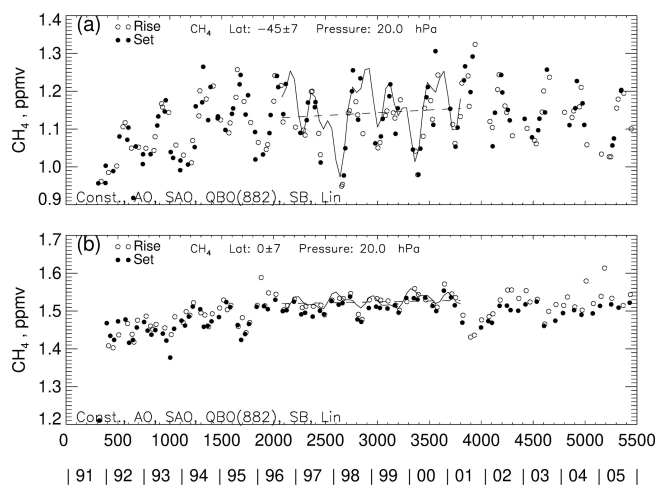 (a)
○ Rise
● Set
CH4 Lat: −45±7 Pressure: 20.0 hPa
1.4
1.3
1.2
1.1
1.0
0.9
CH4 , ppmv
Const., AO, SAO, QBO(882), SB, Lin
(b)
○ Rise
● Set
CH4 Lat: 0±7 Pressure: 20.0 hPa
1.7
1.6
1.5
1.4
1.3
1.2
CH4 , ppmv
Const., AO, SAO, QBO(882), SB, Lin
0 500 1000 1500 2000 2500 3000 3500 4000 4500 5000 5500
| 91 | 92 | 93 | 94 | 95 | 96 | 97 | 98 | 99 | 00 | 01 | 02 | 03 | 04 | 05 |